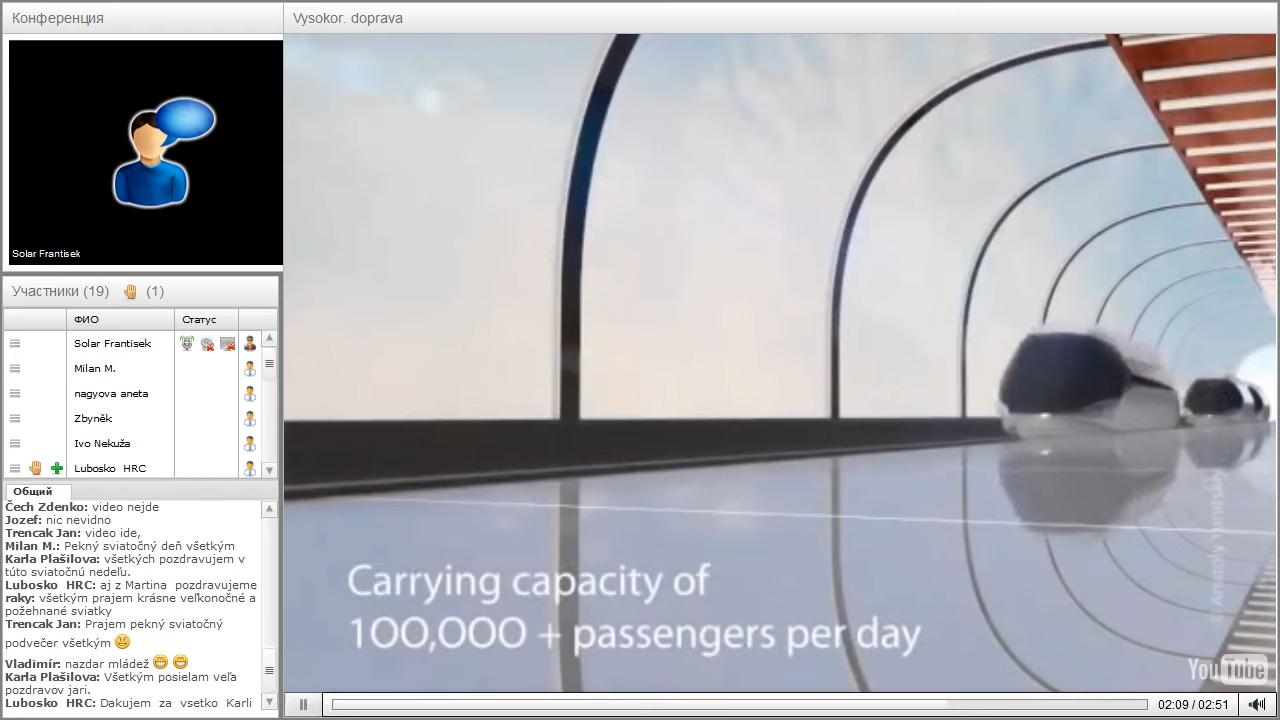 Конференция
Vysokor. doprava
Solar Frantisek
Участники (19) (1)
ФИО Статус
Solar Frantisek
Milan M.
nagyova aneta
Zbyněk
Ivo Nekuža
Lubosko HRC
Общий
Čech Zdenko: video nejde
Jozef: nic nevidno
Trencak Jan: video ide,
Milan M.: Pekný sviatočný deň všetkým
Karla Plašilova: všetkých pozdravujem v
túto sviatočnú nedeľu.
Lubosko HRC: aj z Martina pozdravujeme
raky: všetkým prajem krásne veľkonočné a
požehnané sviatky
Trencak Jan: Prajem pekný sviatočný
podvečer všetkým
Vladimír: nazdar mládež
Karla Plašilova: Všetkým posielam veľa
pozdravov jari.
Lubosko HRC: Dakujem za vsetko Karli
Carrying capacity of
100,000 + passengers per day
© Anatoly Yunitskiy
YouTube
02:09 / 02:51